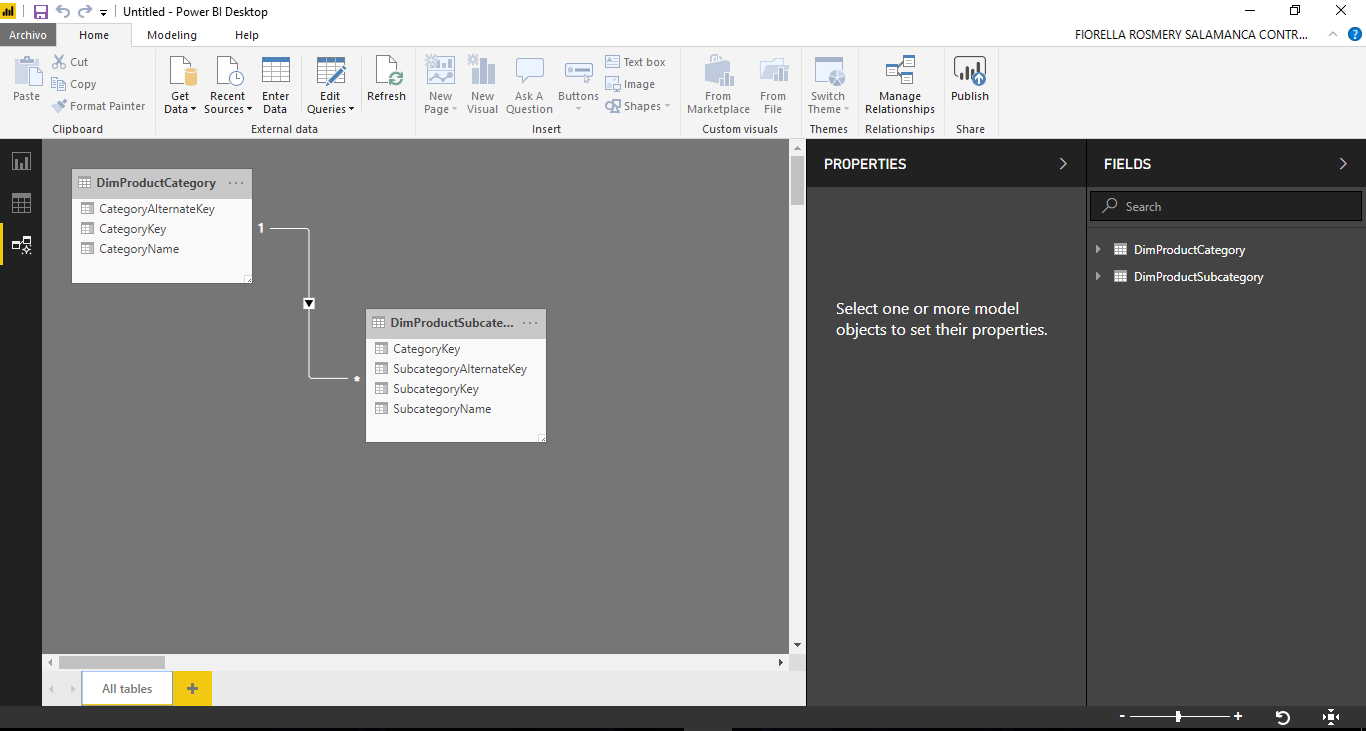 Untitled - Power BI Desktop
Archivo Home Modeling Help
FIORELLA ROSMERY SALAMANCA CONTR...
Paste
Cut
Copy
Format Painter
Clipboard
Get Data
Recent Sources
Enter Data
Edit Queries
Refresh
External data
New Page
New Visual
Ask A Question
Buttons
Text box
Image
Shapes
Insert
From Marketplace
From File
Custom visuals
Switch Theme
Themes
Manage Relationships
Relationships
Publish
Share
DimProductCategory ...
CategoryAlternateKey
CategoryKey
CategoryName
1
*
DimProductSubcate... ...
CategoryKey
SubcategoryAlternateKey
SubcategoryKey
SubcategoryName
PROPERTIES
Select one or more model
objects to set their properties.
FIELDS
Search
DimProductCategory
DimProductSubcategory
All tables +
- +